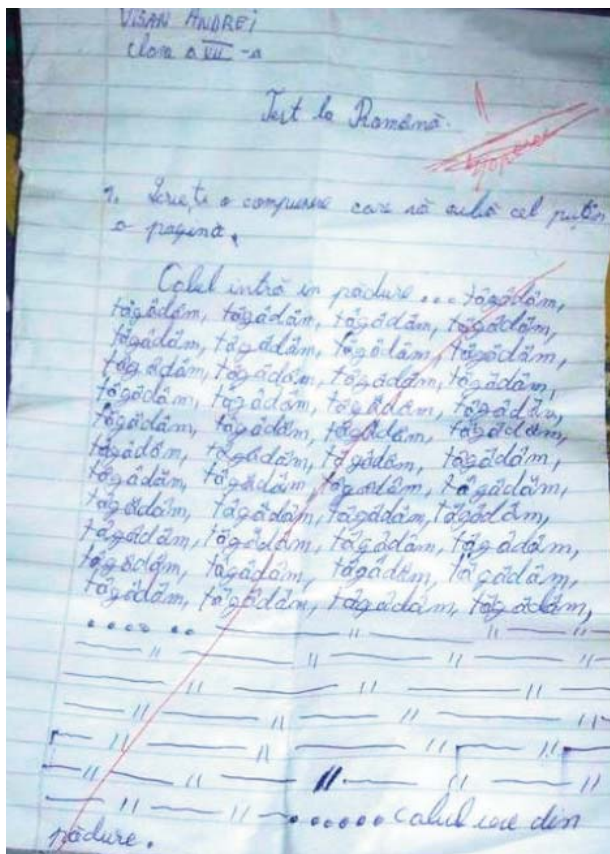 VIȘAN ANDREI
clasa a VII-a
Test la Română.
1
1. Scrieți o compunere care să aibă cel puțin
o pagină.
Calul intră in pădure ... tăgădâm,
tăgădâm, tăgădâm, tăgădâm, tăgădâm,
tăgădâm, tăgădâm, tăgădâm, tăgădâm,
tăgădâm, tăgădâm, tăgădâm, tăgădâm,
tăgădâm, tăgădâm, tăgădâm, tăgădâm,
tăgădâm, tăgădâm, tăgădâm, tăgădâm,
tăgădâm, tăgădâm, tăgădâm, tăgădâm,
tăgădâm, tăgădâm, tăgădâm, tăgădâm,
tăgădâm, tăgădâm, tăgădâm, tăgădâm,
tăgădâm, tăgădâm, tăgădâm, tăgădâm,
tăgădâm, tăgădâm, tăgădâm, tăgădâm,
tăgădâm, tăgădâm, tăgădâm, tăgădâm,
...... — // — // — //
— // — // — // —
— // — // — // —
— // — // — // — //
— // — // — // — //
— // — // — // — // — //
— // — // — ...... calul iese din
pădure.